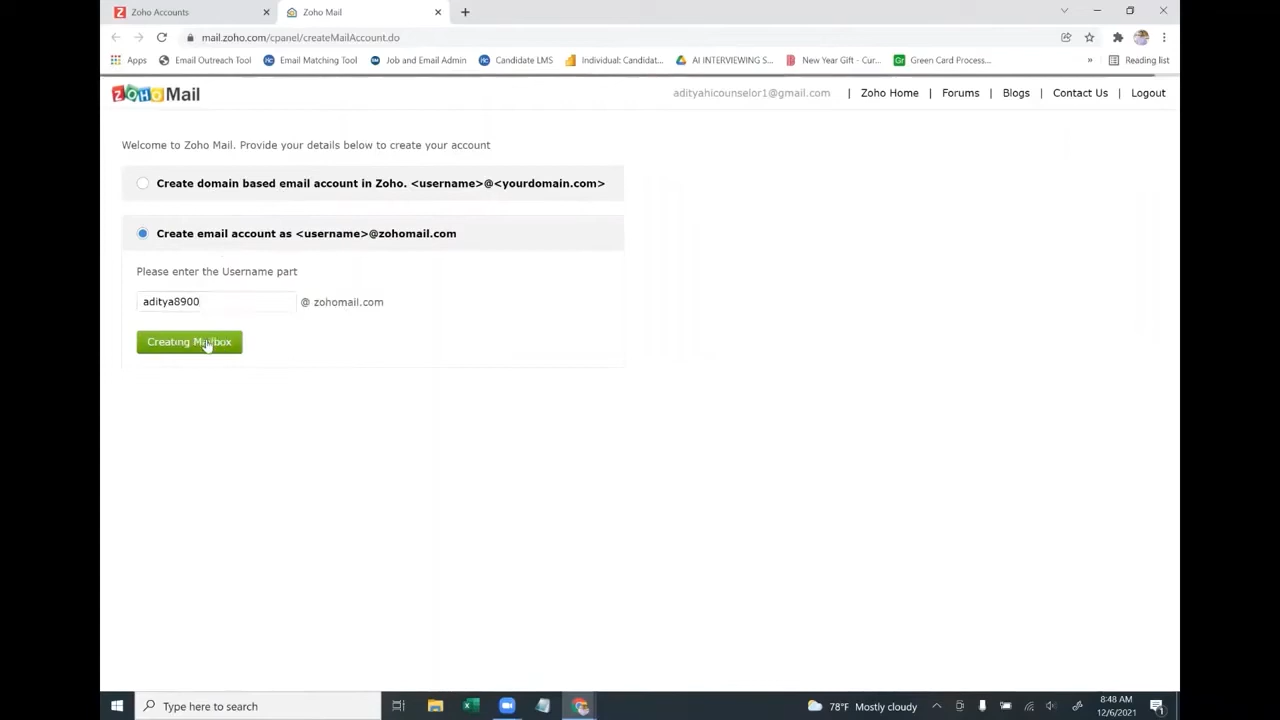 Zoho Accounts
Zoho Mail
mail.zoho.com/cpanel/createMailAccount.do
Apps
Email Outreach Tool
Email Matching Tool
Job and Email Admin
Candidate LMS
Individual: Candidat...
AI INTERVIEWING S...
New Year Gift - Cur...
Green Card Process...
»
Reading list
ZOHO Mail
adityahicounselor1@gmail.com | Zoho Home | Forums | Blogs | Contact Us | Logout
Welcome to Zoho Mail. Provide your details below to create your account
Create domain based email account in Zoho. <username>@<yourdomain.com>
Create email account as <username>@zohomail.com
Please enter the Username part
aditya8900 @ zohomail.com
Creating Mailbox
Type here to search
78°F Mostly cloudy
8:48 AM
12/6/2021